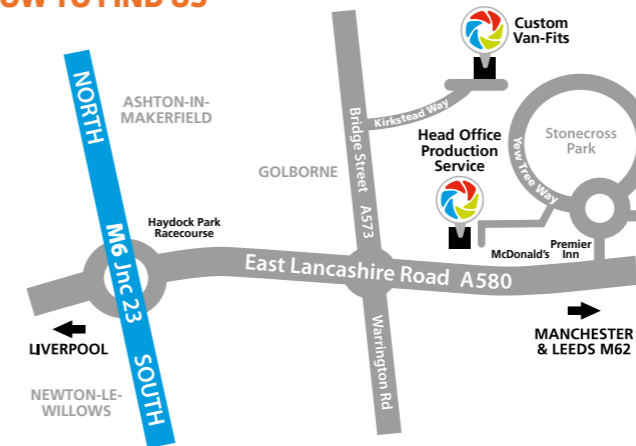 HOW TO FIND US
Custom
Van-Fits
NORTH
ASHTON-IN-
MAKERFIELD
Bridge Street A573
Kirkstead Way
Head Office
Production
Service
Stonecross
Park
Yew Tree Way
GOLBORNE
Haydock Park
Racecourse
M6 Jnc 23
East Lancashire Road A580
McDonald's
Premier
Inn
LIVERPOOL
Warrington Rd
MANCHESTER
& LEEDS M62
SOUTH
NEWTON-LE-
WILLOWS